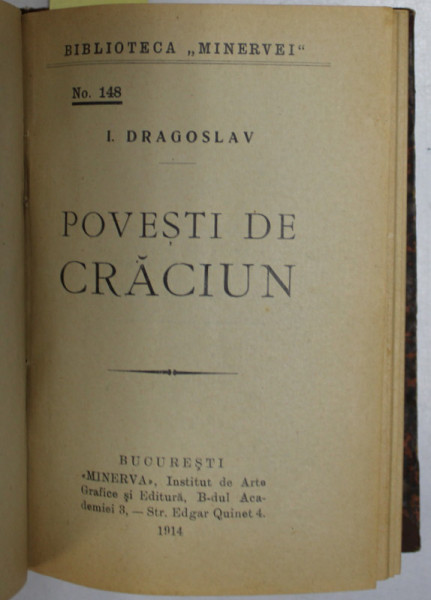 BIBLIOTECA „MINERVEI“
No. 148
I. DRAGOSLAV
POVEȘTI DE
CRĂCIUN
BUCUREȘTI
«MINERVA», Institut de Arte
Grafice și Editură, B-dul Aca-
demiei 3, — Str. Edgar Quinet 4.
1914